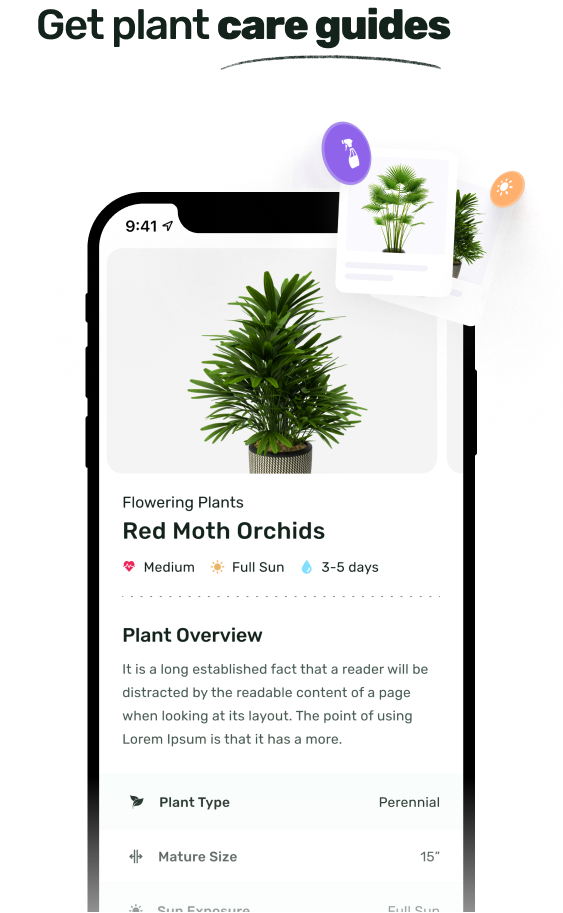 Get plant care guides
9:41
Flowering Plants
Red Moth Orchids
Medium Full Sun 3-5 days
Plant Overview
It is a long established fact that a reader will be
distracted by the readable content of a page
when looking at its layout. The point of using
Lorem Ipsum is that it has a more.
Plant Type Perennial
Mature Size 15”
Sun Exposure Full Sun